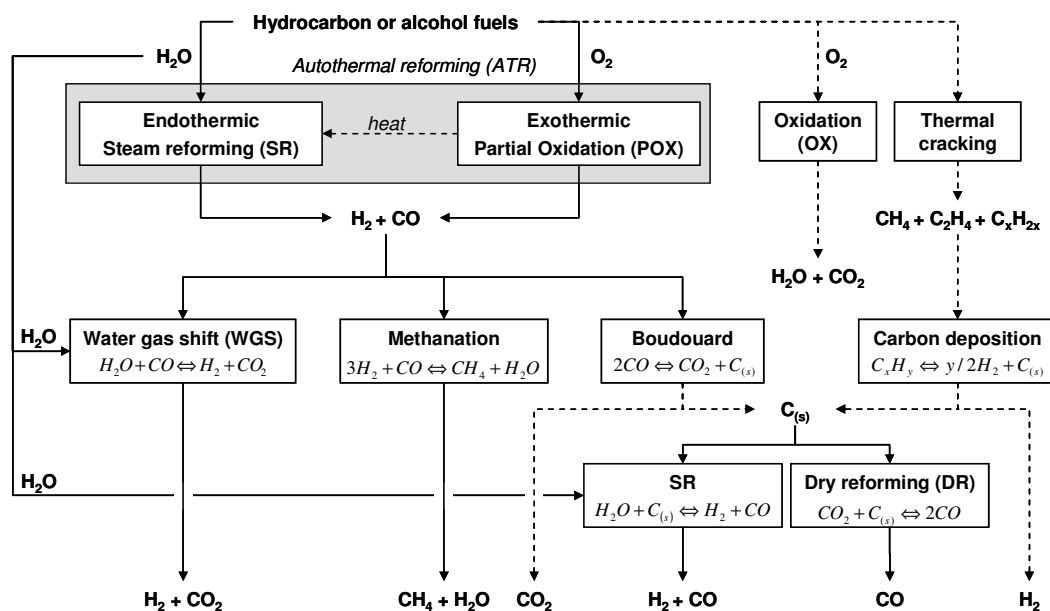 Hydrocarbon or alcohol fuels
H₂O
O₂
O₂
Autothermal reforming (ATR)
Endothermic
Steam reforming (SR)
heat
Exothermic
Partial Oxidation (POX)
Oxidation
(OX)
Thermal
cracking
H₂ + CO
CH₄ + C₂H₄ + CₓH₂ₓ
H₂O + CO₂
H₂O
Water gas shift (WGS)
H₂O + CO ⇔ H₂ + CO₂
Methanation
3H₂ + CO ⇔ CH₄ + H₂O
Boudouard
2CO ⇔ CO₂ + C₍s₎
Carbon deposition
CₓHᵧ ⇔ y/2H₂ + C₍s₎
C₍s₎
H₂O
SR
H₂O + C₍s₎ ⇔ H₂ + CO
Dry reforming (DR)
CO₂ + C₍s₎ ⇔ 2CO
H₂ + CO₂
CH₄ + H₂O
CO₂
H₂ + CO
CO
H₂